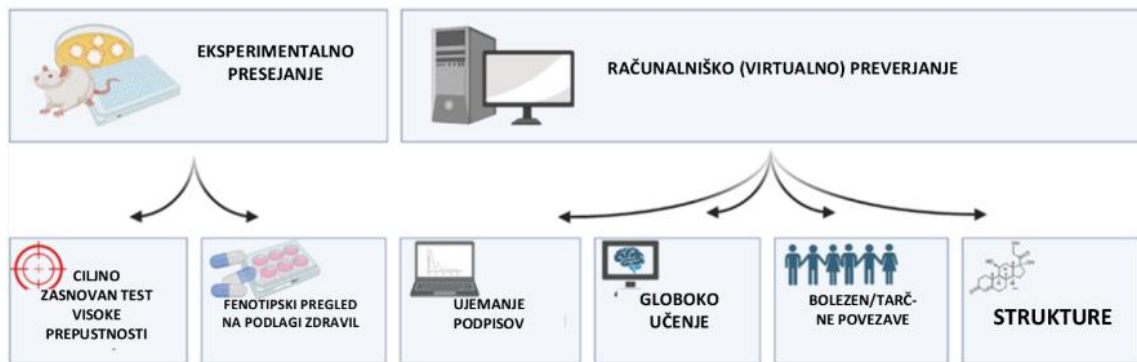 EKSPERIMENTALNO
PRESEJANJE
RAČUNALNIŠKO (VIRTUALNO) PREVERJANJE
CILJNO
ZASNOVAN TEST
VISOKE
PREPUSTNOSTI
FENOTIPSKI PREGLED
NA PODLAGI ZDRAVIL
UJEMANJE
PODPISOV
GLOBOKO
UČENJE
BOLEZEN/TARČ-
NE POVEZAVE
STRUKTURE